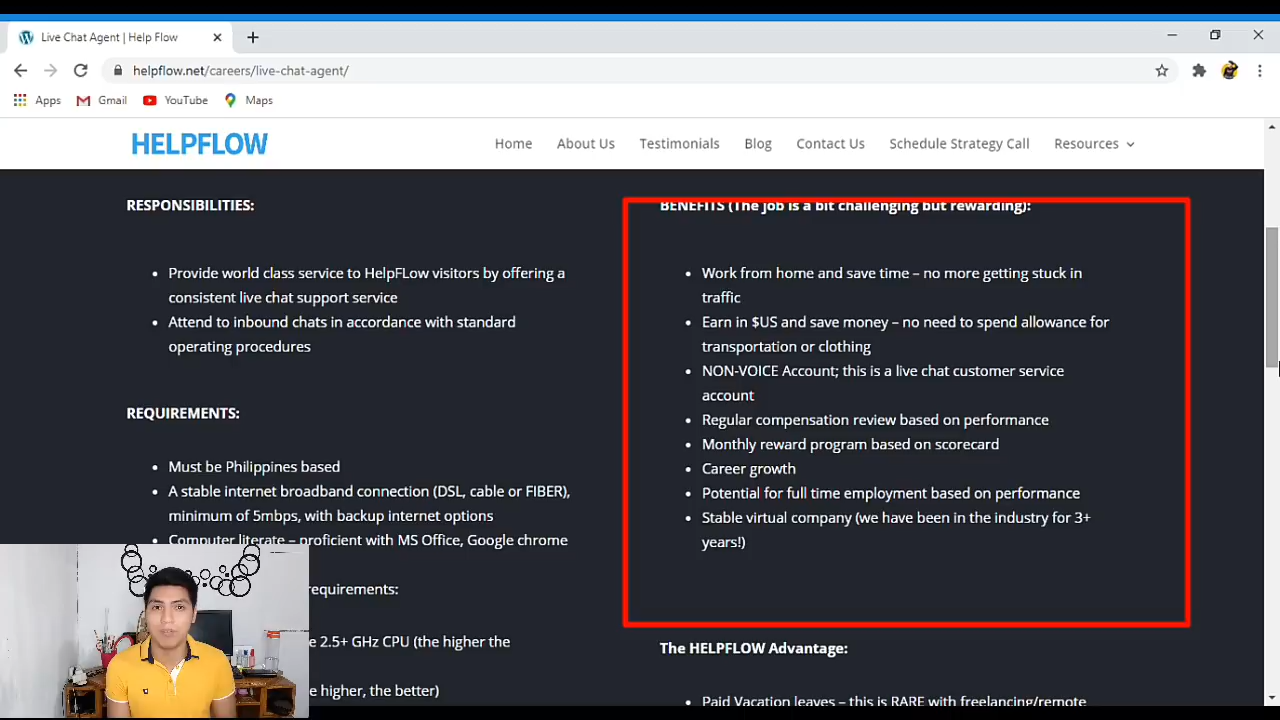 Live Chat Agent | Help Flow
helpflow.net/careers/live-chat-agent/
Apps
Gmail
YouTube
Maps
HELPFLOW
Home
About Us
Testimonials
Blog
Contact Us
Schedule Strategy Call
Resources
RESPONSIBILITIES:
Provide world class service to HelpFLow visitors by offering a
consistent live chat support service
Attend to inbound chats in accordance with standard
operating procedures
REQUIREMENTS:
Must be Philippines based
A stable internet broadband connection (DSL, cable or FIBER),
minimum of 5mbps, with backup internet options
Computer literate – proficient with MS Office, Google chrome
requirements:
2.5+ GHz CPU (the higher the
higher, the better)
BENEFITS (The job is a bit challenging but rewarding):
Work from home and save time – no more getting stuck in
traffic
Earn in $US and save money – no need to spend allowance for
transportation or clothing
NON-VOICE Account; this is a live chat customer service
account
Regular compensation review based on performance
Monthly reward program based on scorecard
Career growth
Potential for full time employment based on performance
Stable virtual company (we have been in the industry for 3+
years!)
The HELPFLOW Advantage:
Paid Vacation leaves – this is RARE with freelancing/remote